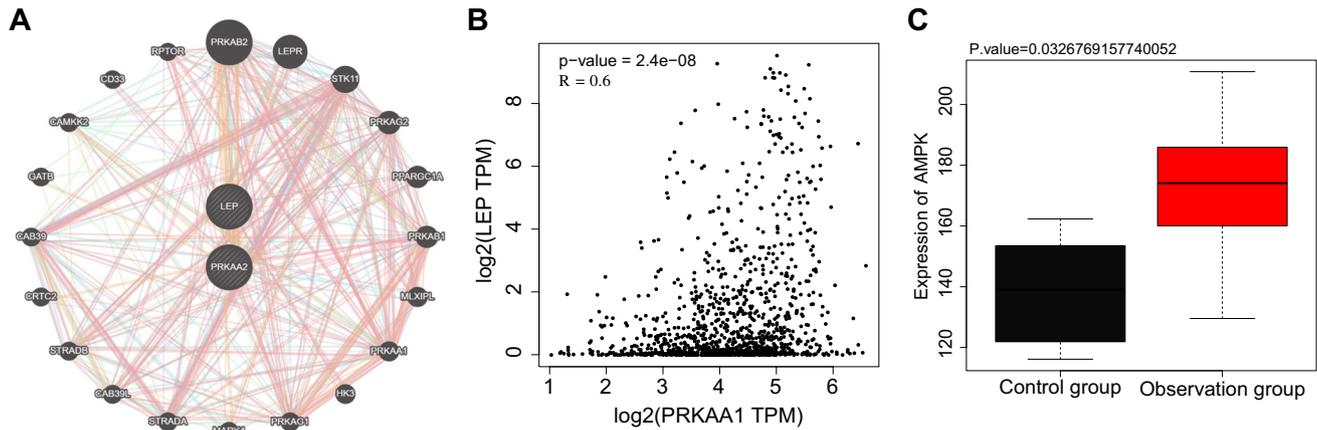 A
PRKAB2
RPTOR
LEPR
CD33
STK11
CAMKK2
PRKAG2
GATB
PPARGC1A
LEP
CAB39
PRKAB1
PRKAA2
CRTC2
MLXIPL
STRADB
PRKAA1
CAB39L
HK3
STRADA
PRKAG1
B
p-value = 2.4e−08
R = 0.6
log2(LEP TPM)
8
6
4
2
0
1 2 3 4 5 6
log2(PRKAA1 TPM)
C
P.value=0.0326769157740052
Expression of AMPK
200
180
160
140
120
Control group Observation group